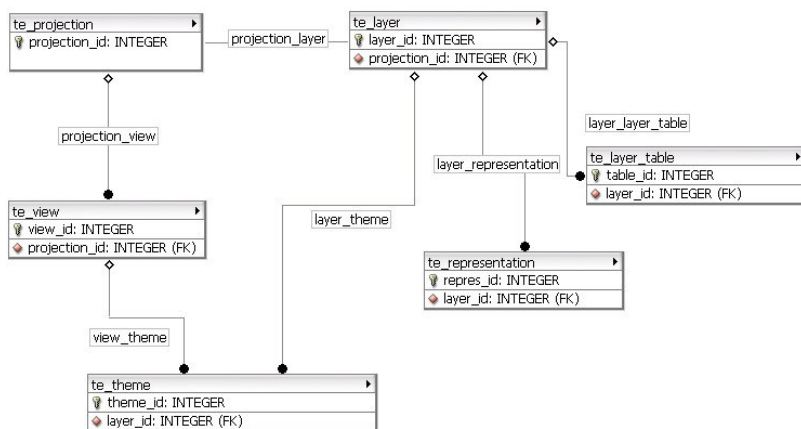 te_projection
projection_id: INTEGER
projection_layer
te_layer
layer_id: INTEGER
projection_id: INTEGER (FK)
projection_view
layer_layer_table
layer_representation
te_layer_table
table_id: INTEGER
layer_id: INTEGER (FK)
te_view
view_id: INTEGER
projection_id: INTEGER (FK)
layer_theme
te_representation
repres_id: INTEGER
layer_id: INTEGER (FK)
view_theme
te_theme
theme_id: INTEGER
layer_id: INTEGER (FK)